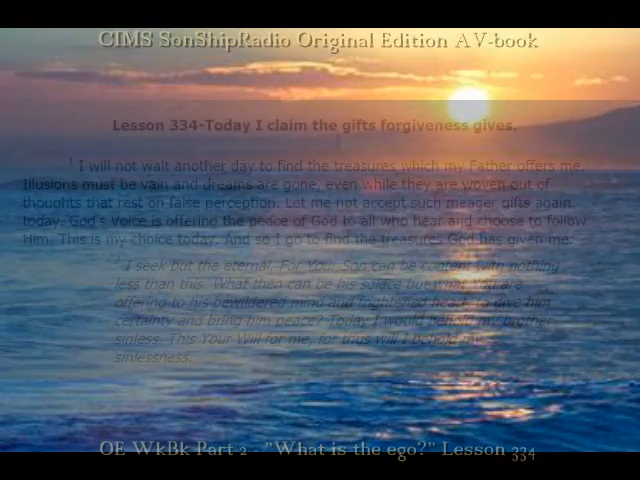 CIMS SonShipRadio Original Edition AV-book
Lesson 334-Today I claim the gifts forgiveness gives.
1 I will not wait another day to find the treasures which my Father offers me.
Illusions must be vain and dreams are gone, even while they are woven out of
thoughts that rest on false perception. Let me not accept such meager gifts again
today. God's Voice is offering the peace of God to all who hear and choose to follow
Him. This is my choice today. And so I go to find the treasures God has given me.
2 I seek but the eternal. For Your Son can be content with nothing
less than this. What then can be his solace but what You are
offering to his bewildered mind and frightened heart, to give him
certainty and bring him peace? Today I would behold my brother
sinless. This Your Will for me, for thus will I behold my
sinlessness.
OE WkBk Part 2 - "What is the ego?" Lesson 334